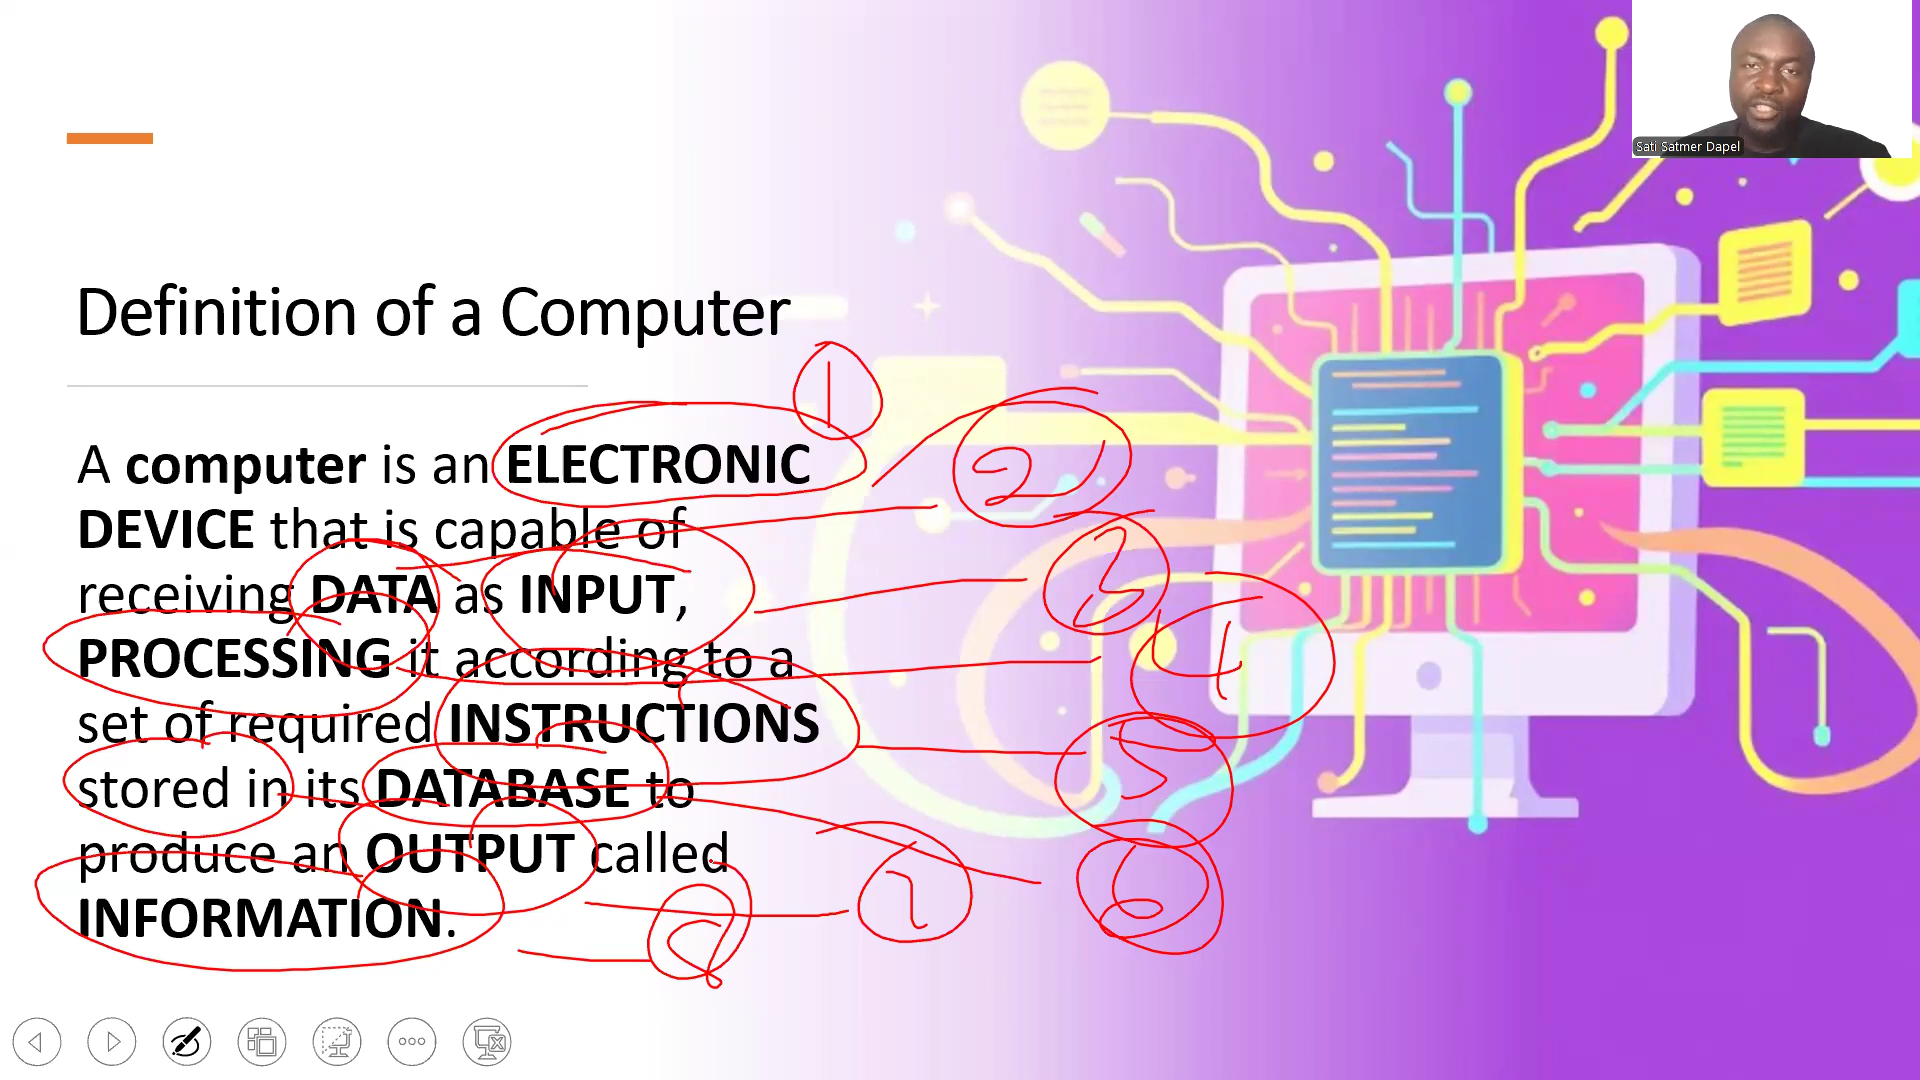 Sati Satmer Dapel
Definition of a Computer
1
A computer is an ELECTRONIC
2
DEVICE that is capable of
receiving DATA as INPUT,
3
PROCESSING it according to a
4
set of required INSTRUCTIONS
5
stored in its DATABASE to
produce an OUTPUT called
6
7
INFORMATION.
8